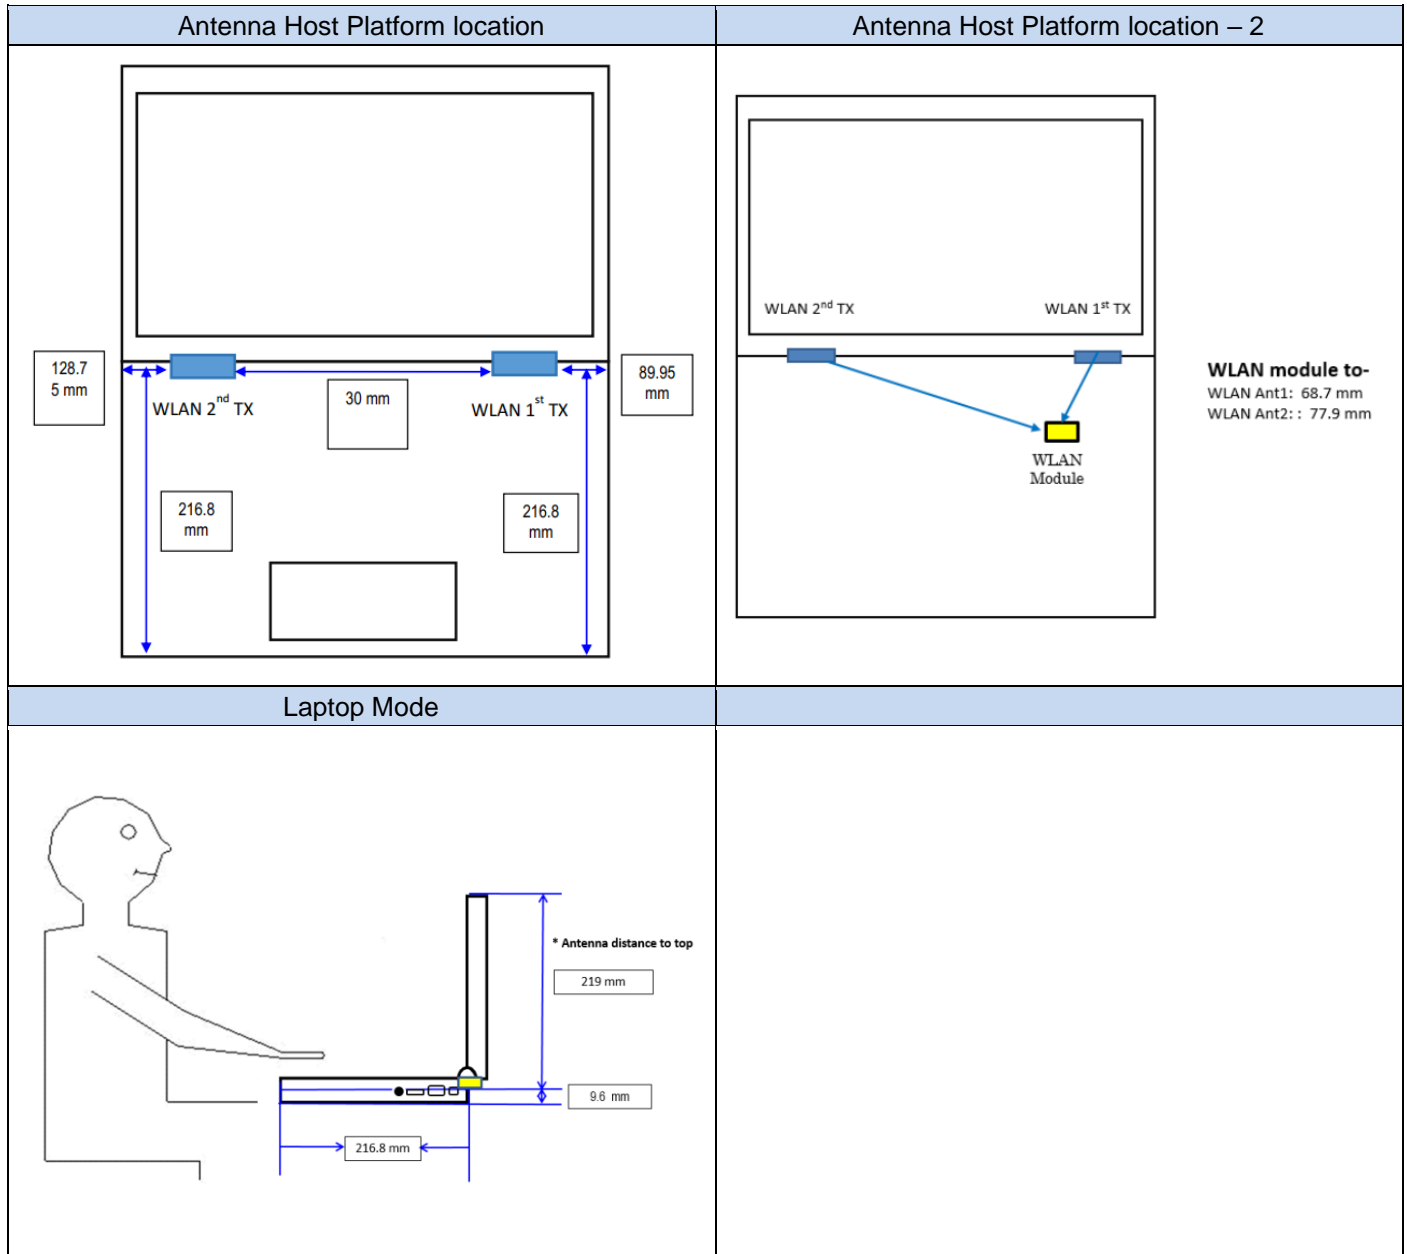 Antenna Host Platform location
Antenna Host Platform location – 2
128.7
5 mm
WLAN 2nd TX
30 mm
WLAN 1st TX
89.95
mm
216.8
mm
216.8
mm
WLAN 2nd TX
WLAN 1st TX
WLAN module to-
WLAN Ant1: 68.7 mm
WLAN Ant2: : 77.9 mm
WLAN
Module
Laptop Mode
* Antenna distance to top
219 mm
9.6 mm
216.8 mm